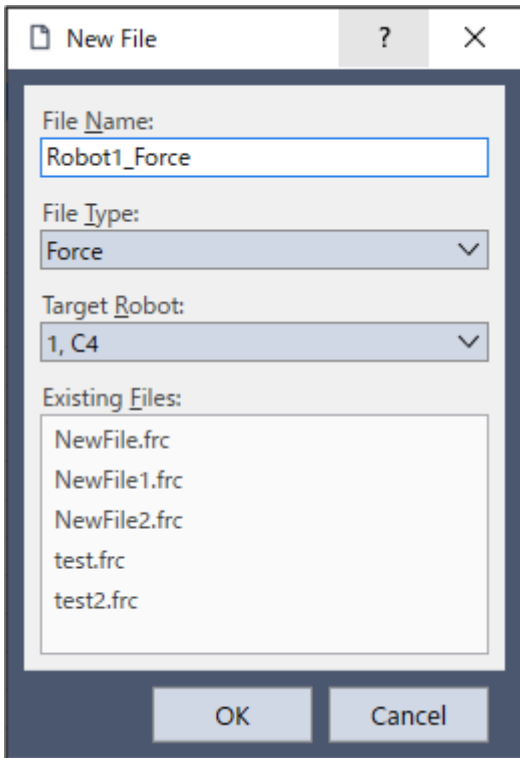 New File
?
File Name:
Robot1_Force
File Type:
Force
Target Robot:
1, C4
Existing Files:
NewFile.frc
NewFile1.frc
NewFile2.frc
test.frc
test2.frc
OK
Cancel